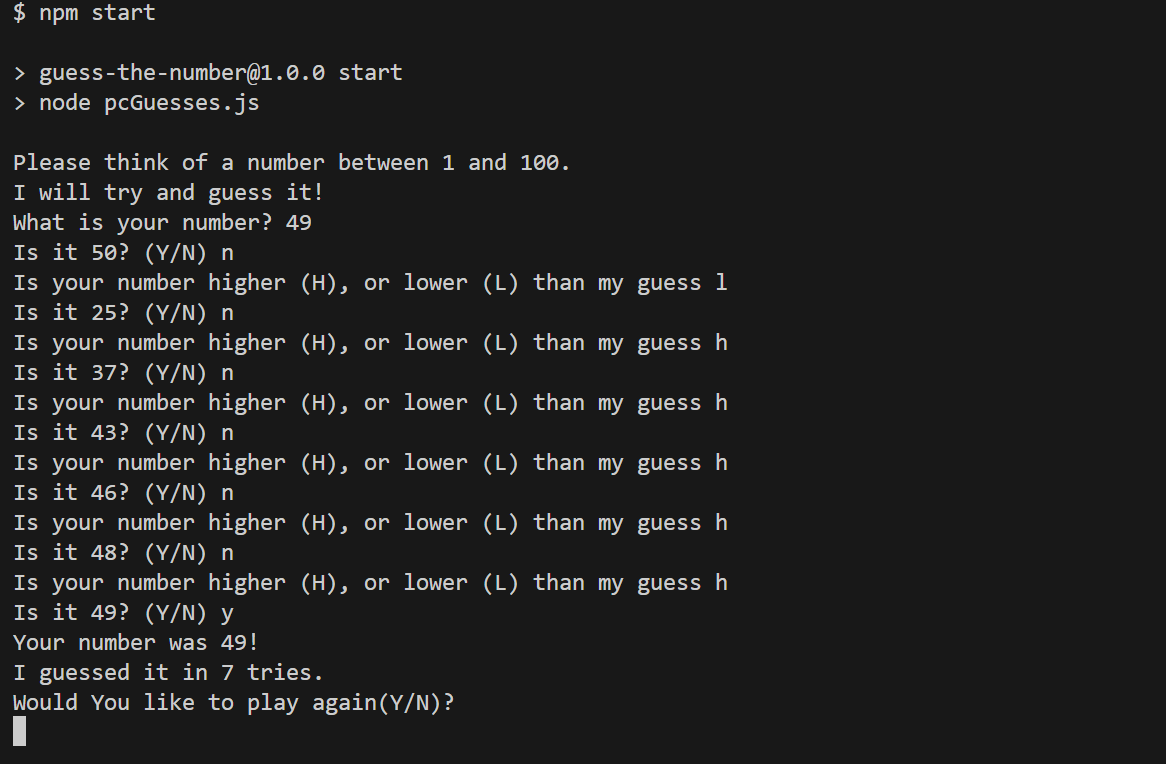 $ npm start
> guess-the-number@1.0.0 start
> node pcGuesses.js
Please think of a number between 1 and 100.
I will try and guess it!
What is your number? 49
Is it 50? (Y/N) n
Is your number higher (H), or lower (L) than my guess l
Is it 25? (Y/N) n
Is your number higher (H), or lower (L) than my guess h
Is it 37? (Y/N) n
Is your number higher (H), or lower (L) than my guess h
Is it 43? (Y/N) n
Is your number higher (H), or lower (L) than my guess h
Is it 46? (Y/N) n
Is your number higher (H), or lower (L) than my guess h
Is it 48? (Y/N) n
Is your number higher (H), or lower (L) than my guess h
Is it 49? (Y/N) y
Your number was 49!
I guessed it in 7 tries.
Would You like to play again(Y/N)?